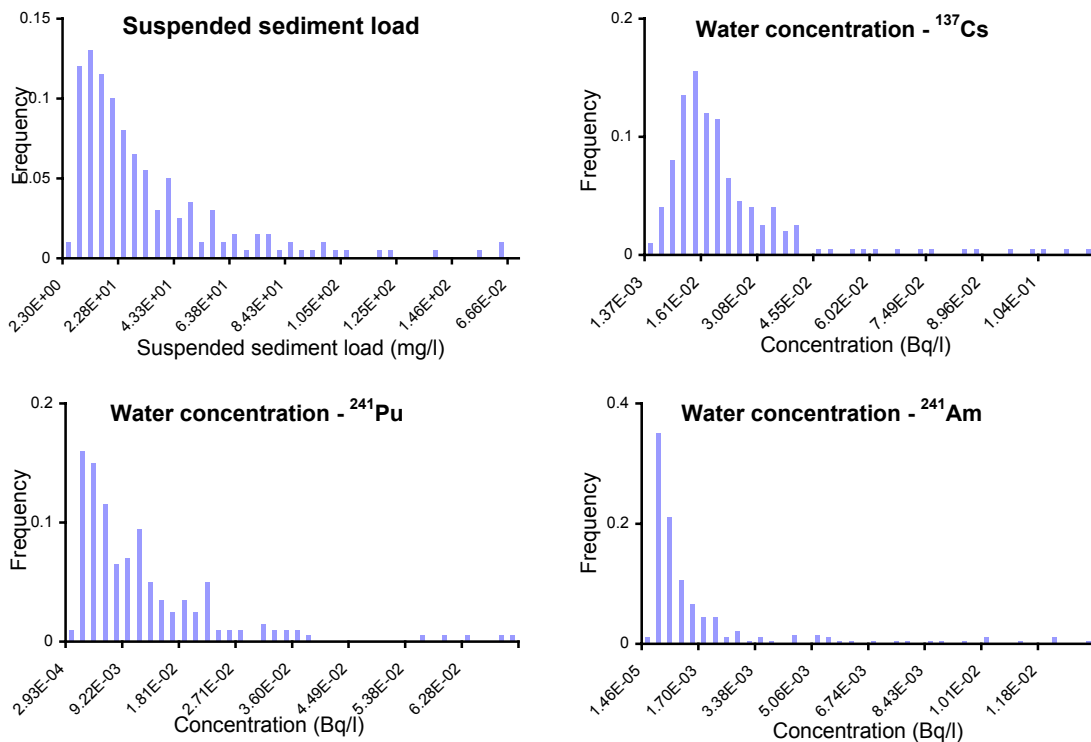 Suspended sediment load
0.15
0.1
0.05
0
Frequency
2.30E+00
2.28E+01
4.33E+01
6.38E+01
8.43E+01
1.05E+02
1.25E+02
1.46E+02
6.66E-02
Suspended sediment load (mg/l)
Water concentration - ¹³⁷Cs
0.2
0.1
0
Frequency
1.37E-03
1.61E-02
3.08E-02
4.55E-02
6.02E-02
7.49E-02
8.96E-02
1.04E-01
Concentration (Bq/l)
Water concentration - ²⁴¹Pu
0.2
0.1
0
Frequency
2.93E-04
9.22E-03
1.81E-02
2.71E-02
3.60E-02
4.49E-02
5.38E-02
6.28E-02
Concentration (Bq/l)
Water concentration - ²⁴¹Am
0.4
0.2
0
Frequency
1.46E-05
1.70E-03
3.38E-03
5.06E-03
6.74E-03
8.43E-03
1.01E-02
1.18E-02
Concentration (Bq/l)